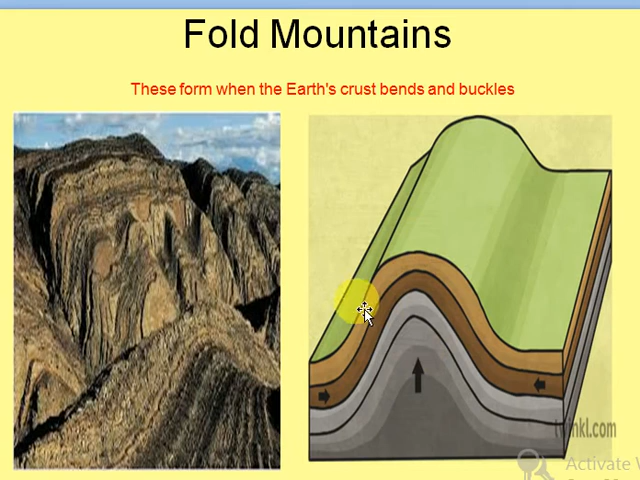 Fold Mountains
These form when the Earth's crust bends and buckles
twinkl.com
Activate